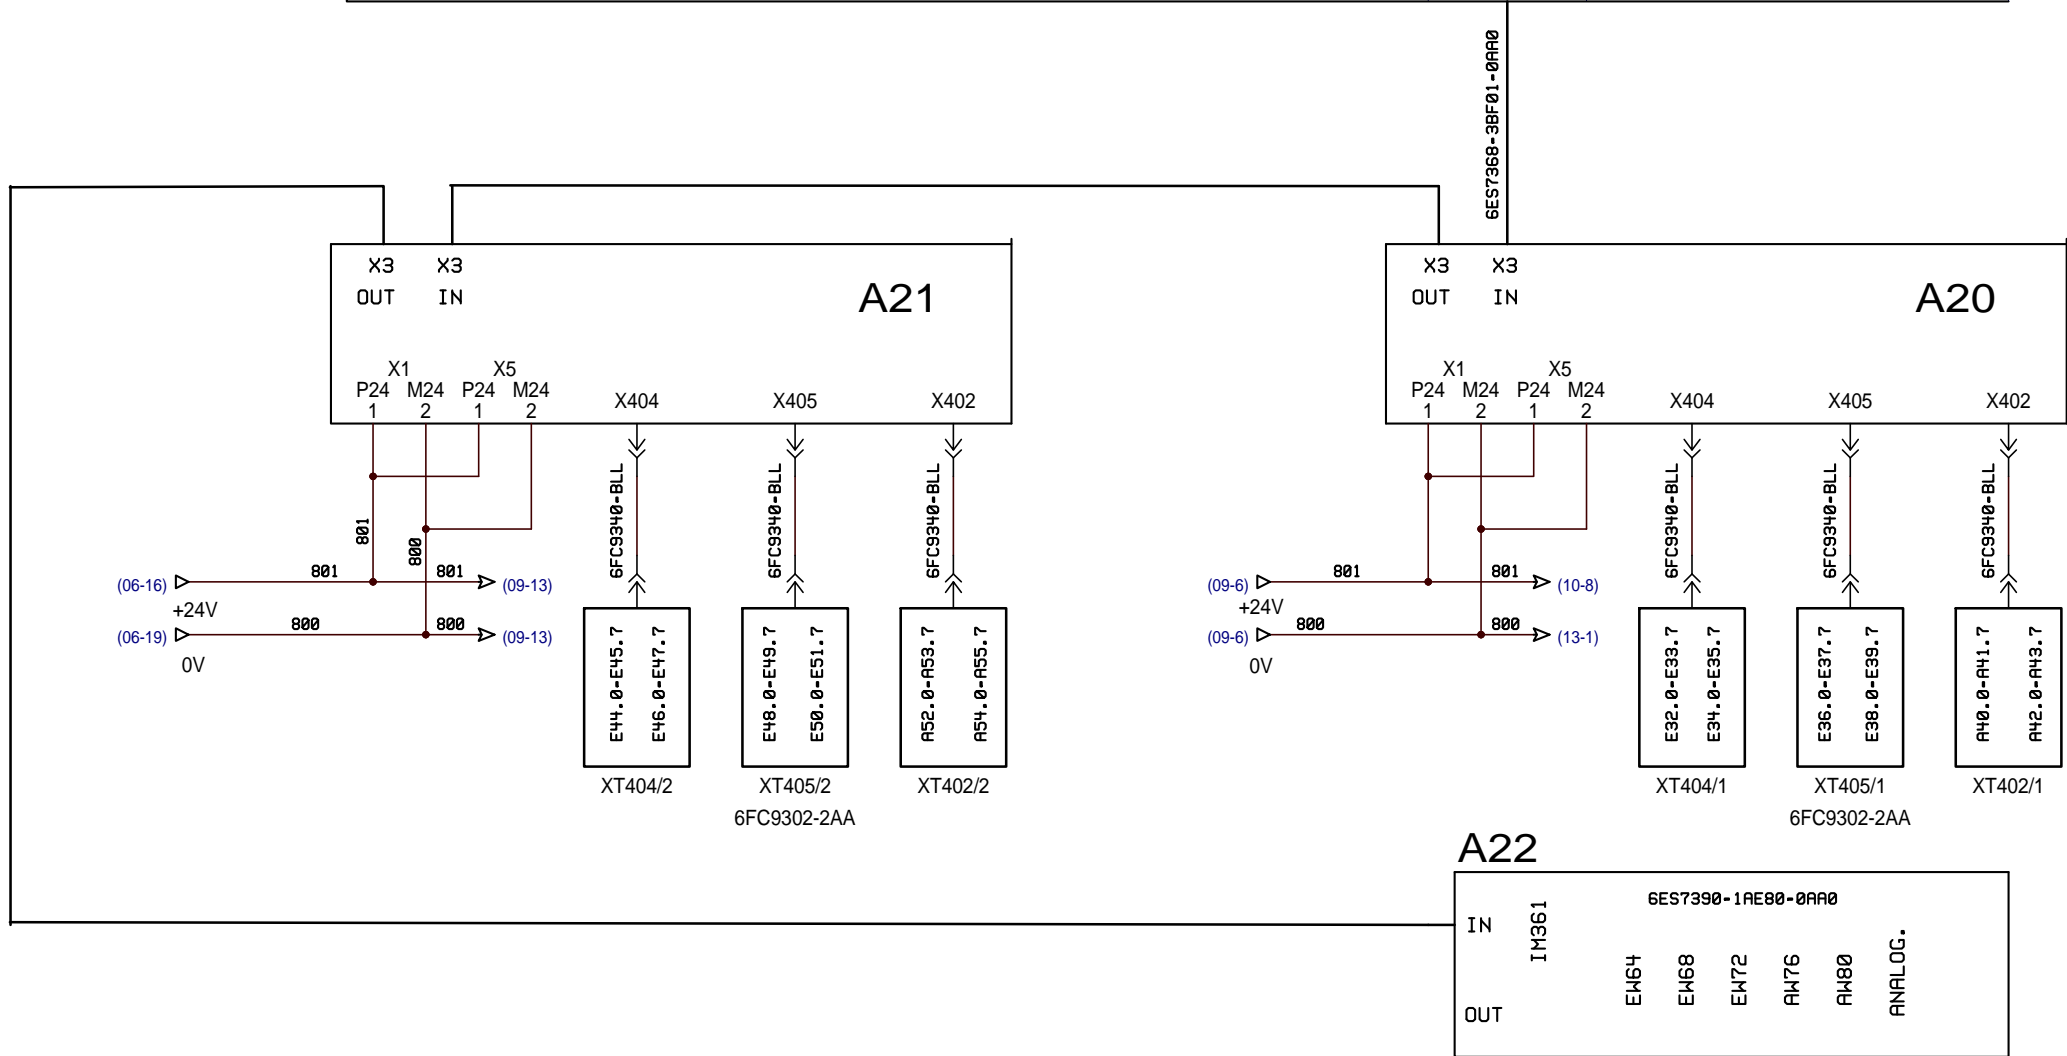 6ES7368-3BF01-0AA0
X3 X3
OUT IN
A21
X1 X5
P24 M24 P24 M24
1 2 1 2
X404 X405 X402
6FC9340-BLL 6FC9340-BLL 6FC9340-BLL
801
800
(06-16) 801 801 (09-13)
+24V
(06-19) 800 800 (09-13)
0V
E44.0-E45.7
E46.0-E47.7
E48.0-E49.7
E50.0-E51.7
A52.0-A53.7
A54.0-A55.7
XT404/2 XT405/2 XT402/2
6FC9302-2AA
X3 X3
OUT IN
A20
X1 X5
P24 M24 P24 M24
1 2 1 2
X404 X405 X402
6FC9340-BLL 6FC9340-BLL 6FC9340-BLL
(09-6) 801 801 (10-8)
+24V
(09-6) 800 800 (13-1)
0V
E32.0-E33.7
E34.0-E35.7
E36.0-E37.7
E38.0-E39.7
A40.0-A41.7
A42.0-A43.7
XT404/1 XT405/1 XT402/1
6FC9302-2AA
A22
6ES7390-1AE80-0AA0
IN
OUT
IM361
EW64
EW68
EW72
AW76
AW80
ANALOG.